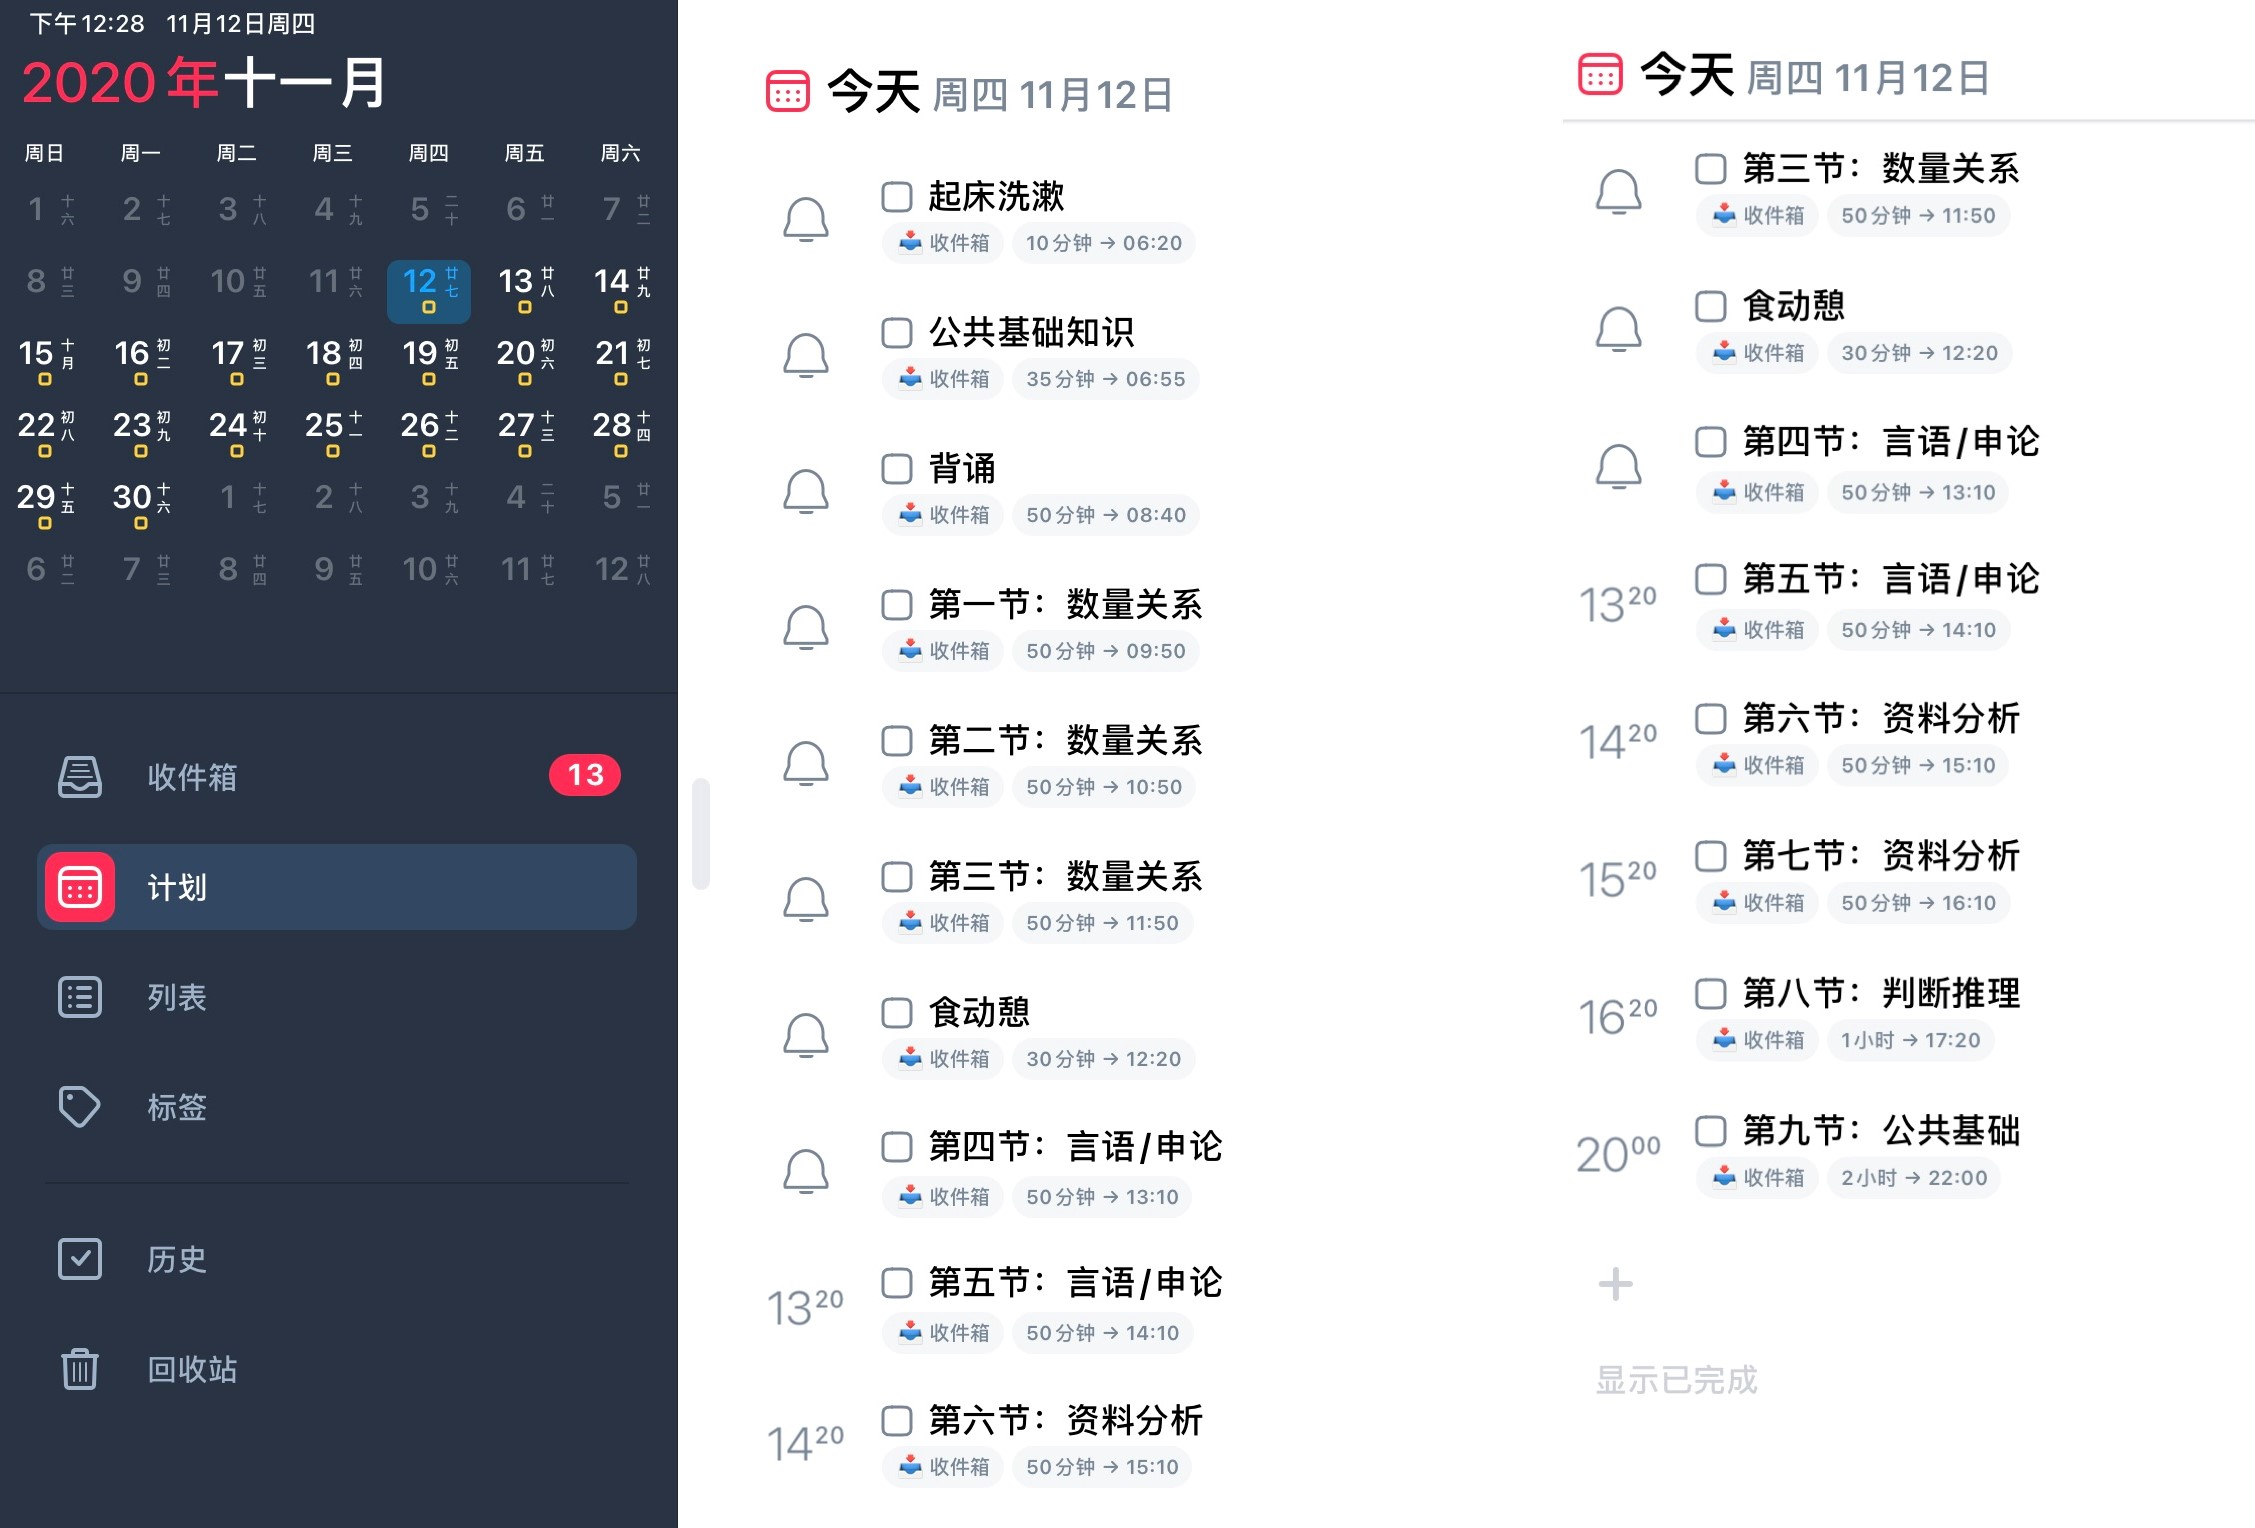 下午12:28 11月12日周四
2020年十一月
周日 周一 周二 周三 周四 周五 周六
1 十六 2 十七 3 十八 4 十九 5 二十 6 廿一 7 廿二
8 廿三 9 廿四 10 廿五 11 廿六 12 廿七 13 廿八 14 廿九
15 十月 16 初二 17 初三 18 初四 19 初五 20 初六 21 初七
22 初八 23 初九 24 初十 25 十一 26 十二 27 十三 28 十四
29 十五 30 十六 1 十七 2 十八 3 十九 4 二十 5 廿一
6 廿二 7 廿三 8 廿四 9 廿五 10 廿六 11 廿七 12 廿八
收件箱 13
计划
列表
标签
历史
回收站
今天 周四 11月12日
起床洗漱
收件箱 10分钟 → 06:20
公共基础知识
收件箱 35分钟 → 06:55
背诵
收件箱 50分钟 → 08:40
第一节：数量关系
收件箱 50分钟 → 09:50
第二节：数量关系
收件箱 50分钟 → 10:50
第三节：数量关系
收件箱 50分钟 → 11:50
食动憩
收件箱 30分钟 → 12:20
第四节：言语/申论
收件箱 50分钟 → 13:10
13 20 第五节：言语/申论
收件箱 50分钟 → 14:10
14 20 第六节：资料分析
收件箱 50分钟 → 15:10
今天 周四 11月12日
第三节：数量关系
收件箱 50分钟 → 11:50
食动憩
收件箱 30分钟 → 12:20
第四节：言语/申论
收件箱 50分钟 → 13:10
13 20 第五节：言语/申论
收件箱 50分钟 → 14:10
14 20 第六节：资料分析
收件箱 50分钟 → 15:10
15 20 第七节：资料分析
收件箱 50分钟 → 16:10
16 20 第八节：判断推理
收件箱 1小时 → 17:20
20 00 第九节：公共基础
收件箱 2小时 → 22:00
显示已完成